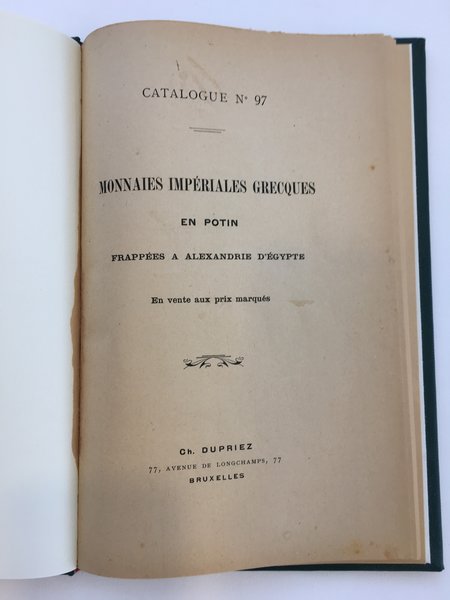 CATALOGUE No 97
MONNAIES IMPÉRIALES GRECQUES
EN POTIN
FRAPPÉES A ALEXANDRIE D'ÉGYPTE
En vente aux prix marqués
Ch. DUPRIEZ
77, AVENUE DE LONGCHAMPS, 77
BRUXELLES